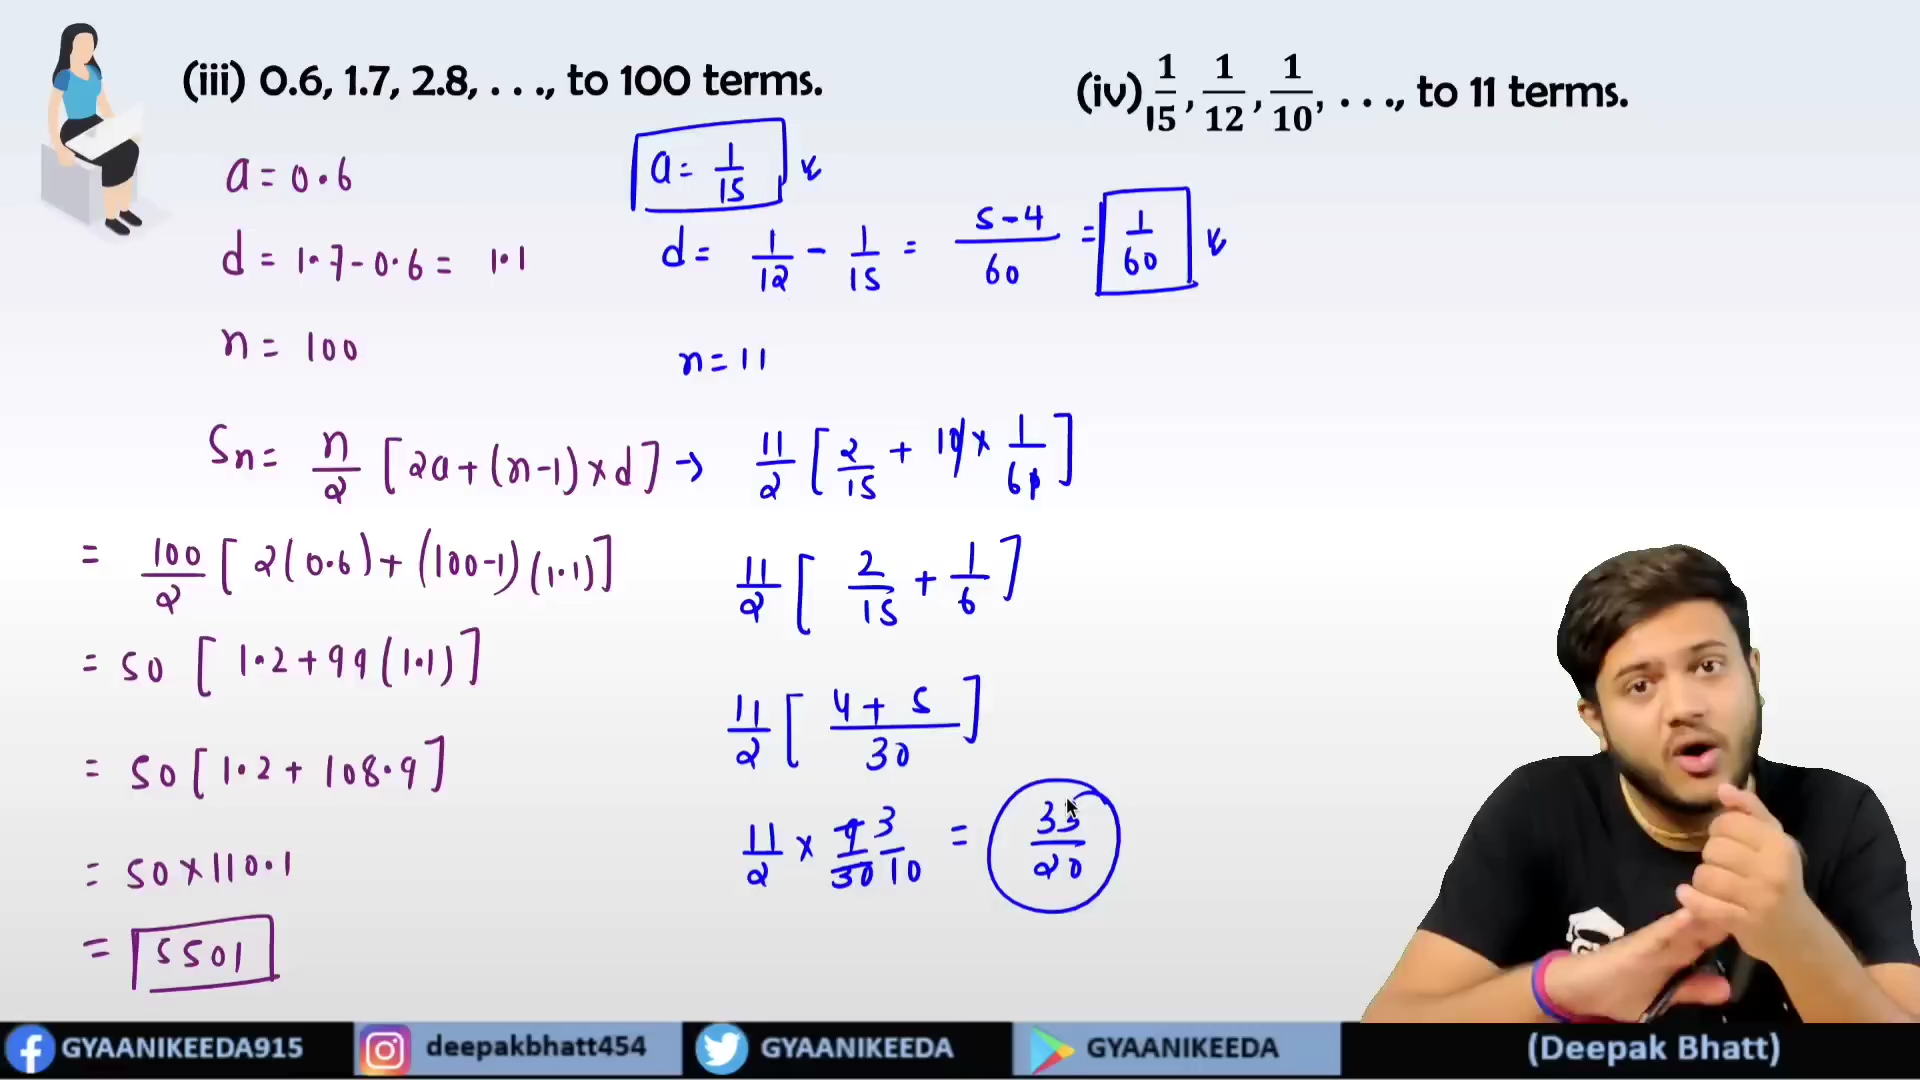 (iii) 0.6, 1.7, 2.8, . . ., to 100 terms.
a = 0.6
d = 1.7 - 0.6 = 1.1
n = 100
Sn = n/2 [2a + (n-1) × d] →
= 100/2 [2(0.6) + (100-1)(1.1)]
= 50 [1.2 + 99(1.1)]
= 50 [1.2 + 108.9]
= 50 × 110.1
= 5501
(iv) 1/15, 1/12, 1/10, . . ., to 11 terms.
a = 1/15
d = 1/12 - 1/15 = 5-4/60 = 1/60
n = 11
11/2 [2/15 + 10 × 1/60]
11/2 [2/15 + 1/6]
11/2 [4+5/30]
11/2 × 9/30 3/10 = 33/20
GYAANIKEEDA915
deepakbhatt454
GYAANIKEEDA
GYAANIKEEDA
(Deepak Bhatt)